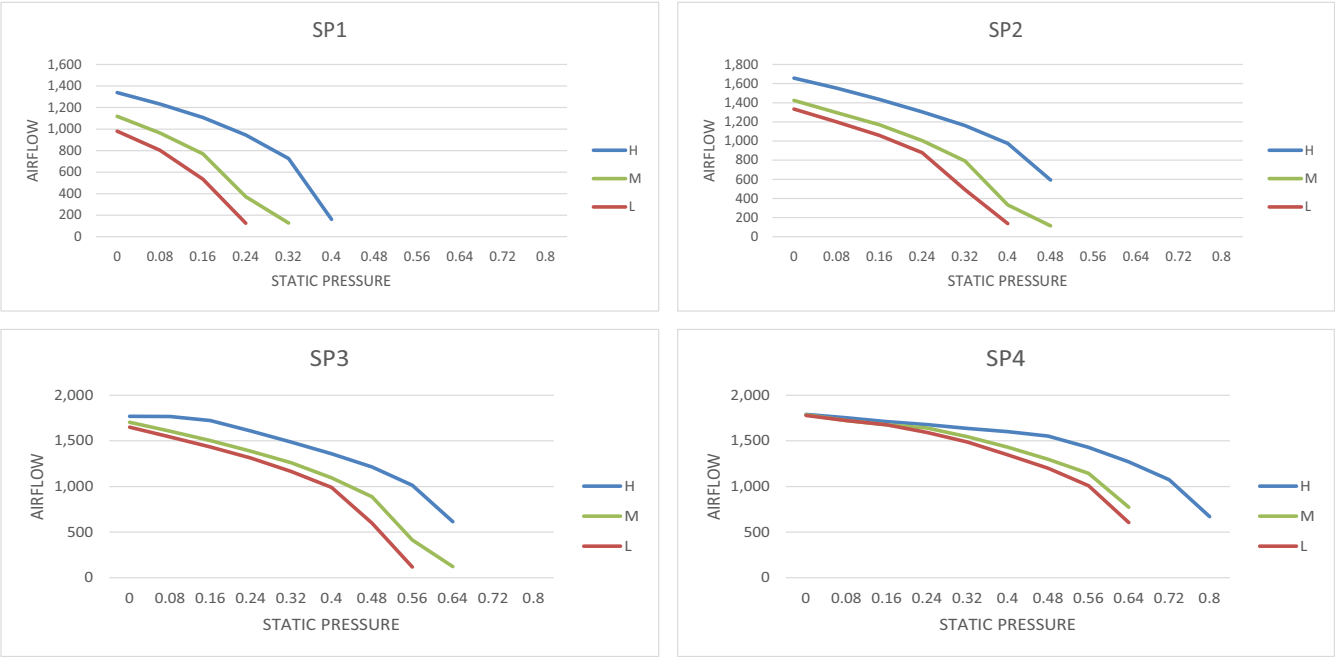 SP1
1,600
1,400
1,200
1,000
800
600
400
200
0
AIRFLOW
0 0.08 0.16 0.24 0.32 0.4 0.48 0.56 0.64 0.72 0.8
STATIC PRESSURE
H
M
L
SP2
1,800
1,600
1,400
1,200
1,000
800
600
400
200
0
AIRFLOW
0 0.08 0.16 0.24 0.32 0.4 0.48 0.56 0.64 0.72 0.8
STATIC PRESSURE
H
M
L
SP3
2,000
1,500
1,000
500
0
AIRFLOW
0 0.08 0.16 0.24 0.32 0.4 0.48 0.56 0.64 0.72 0.8
STATIC PRESSURE
H
M
L
SP4
2,000
1,500
1,000
500
0
AIRFLOW
0 0.08 0.16 0.24 0.32 0.4 0.48 0.56 0.64 0.72 0.8
STATIC PRESSURE
H
M
L